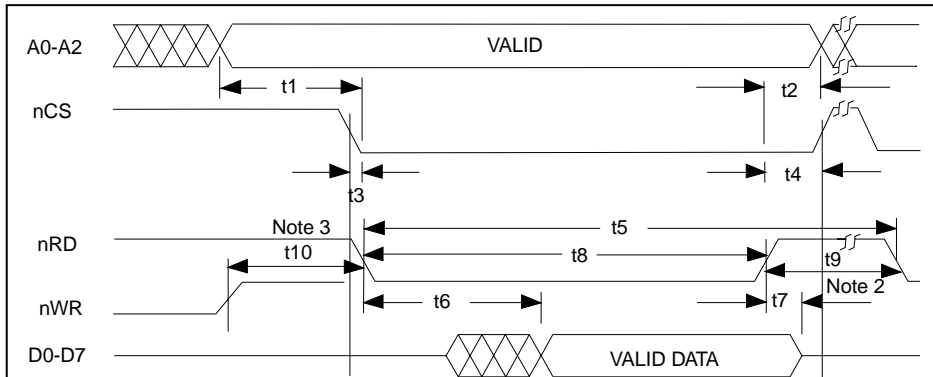 A0-A2
VALID
t1
t2
nCS
t3
t4
Note 3
t5
nRD
t10
t8
t9
nWR
t6
t7
Note 2
D0-D7
VALID DATA